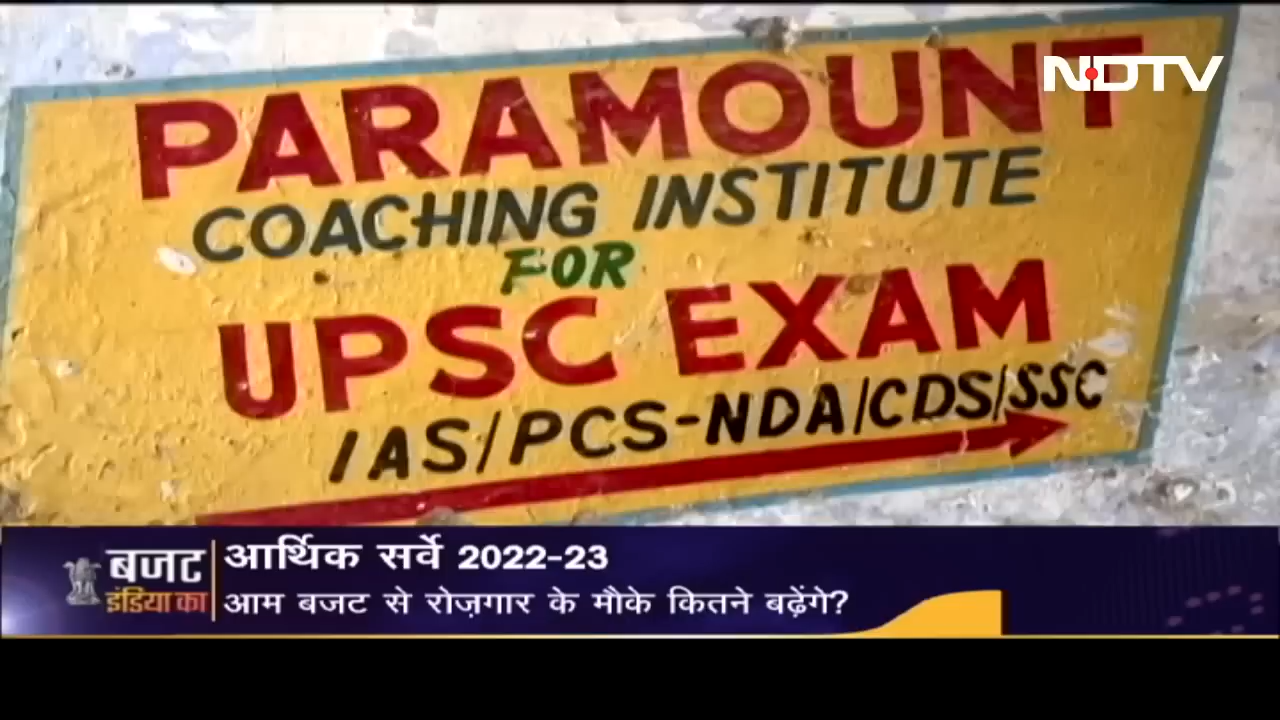 NDTV
PARAMOUNT
COACHING INSTITUTE
FOR
UPSC EXAM
IAS/PCS-NDA/CDS/SSC
बजट
इंडिया का
आर्थिक सर्वे 2022-23
आम बजट से रोज़गार के मौके कितने बढ़ेंगे?